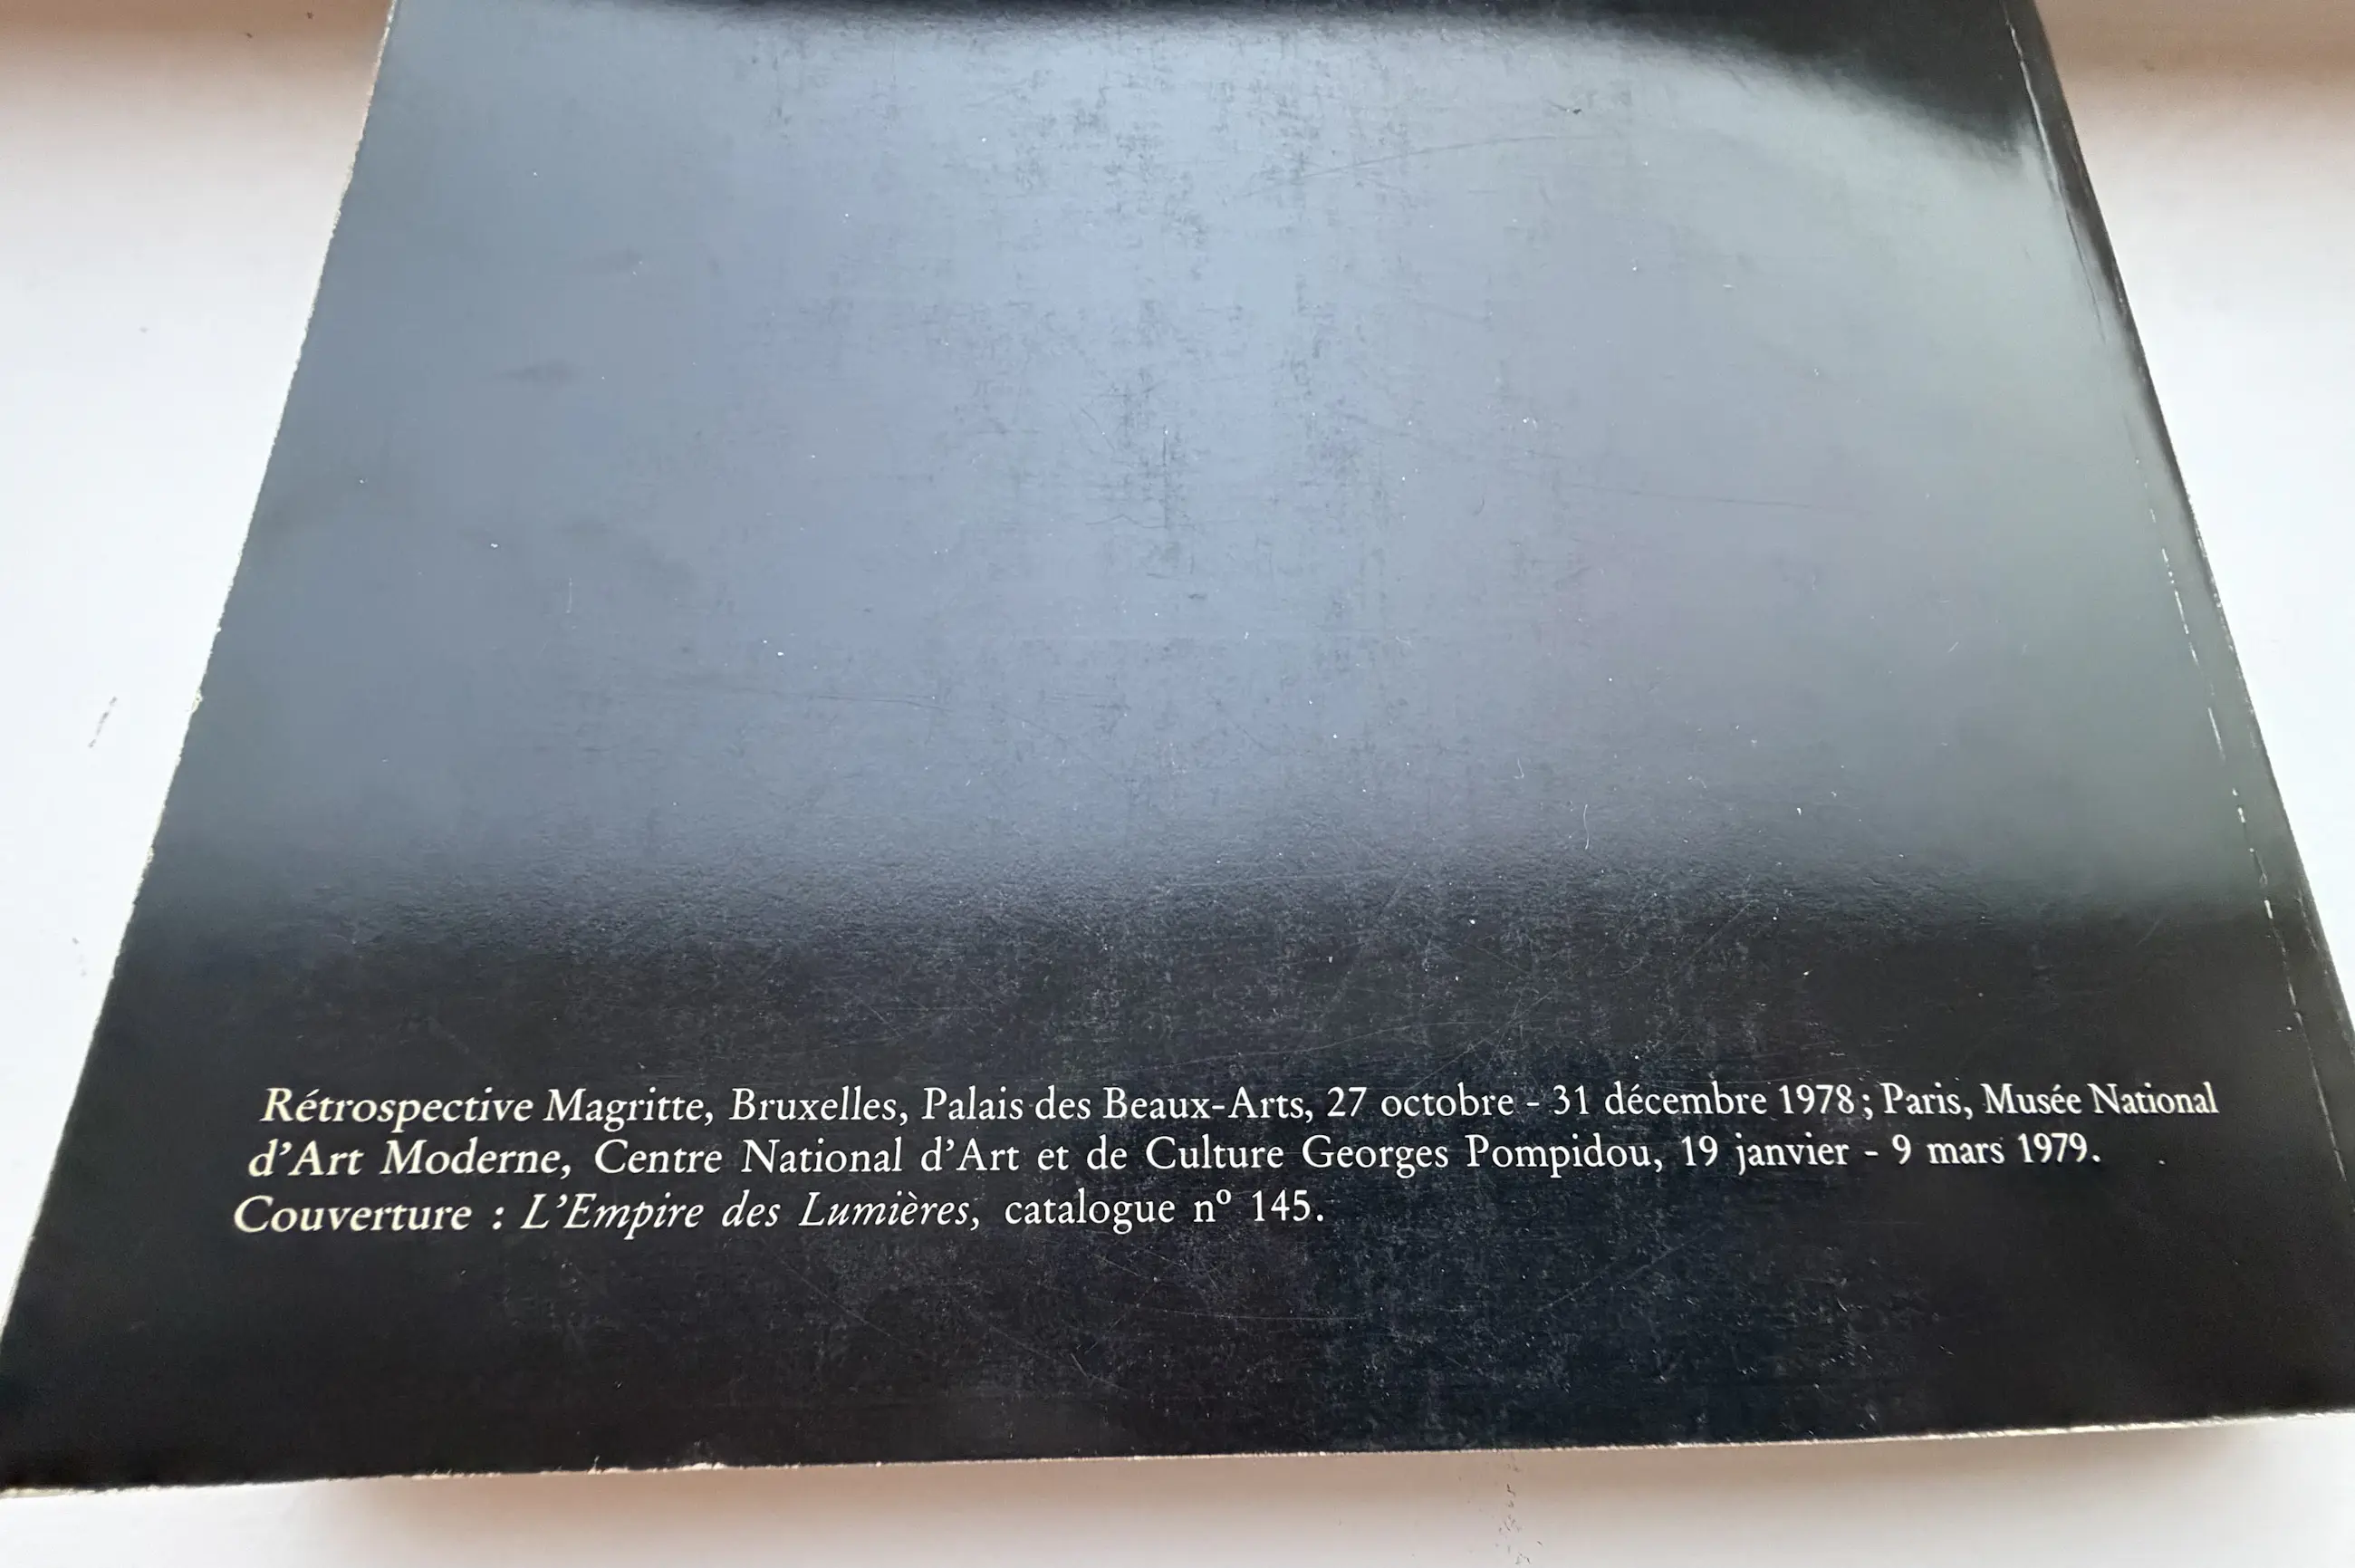 Rétrospective Magritte, Bruxelles, Palais des Beaux-Arts, 27 octobre - 31 décembre 1978; Paris, Musée National
d'Art Moderne, Centre National d'Art et de Culture Georges Pompidou, 19 janvier - 9 mars 1979.
Couverture : L'Empire des Lumières, catalogue nº 145.